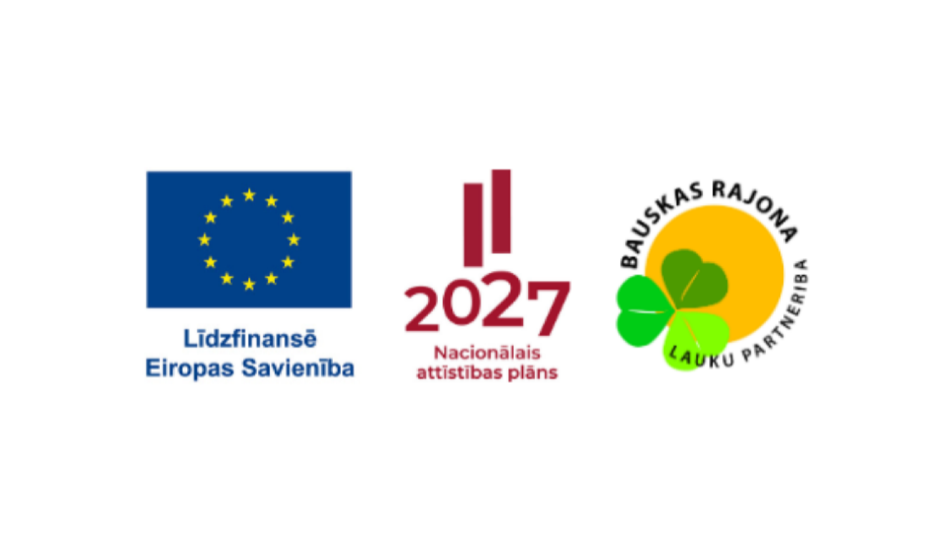 Līdzfinansē
Eiropas Savienība
2027
Nacionālais
attīstības plāns
BAUSKAS RAJONA
LAUKU PARTNERĪBA